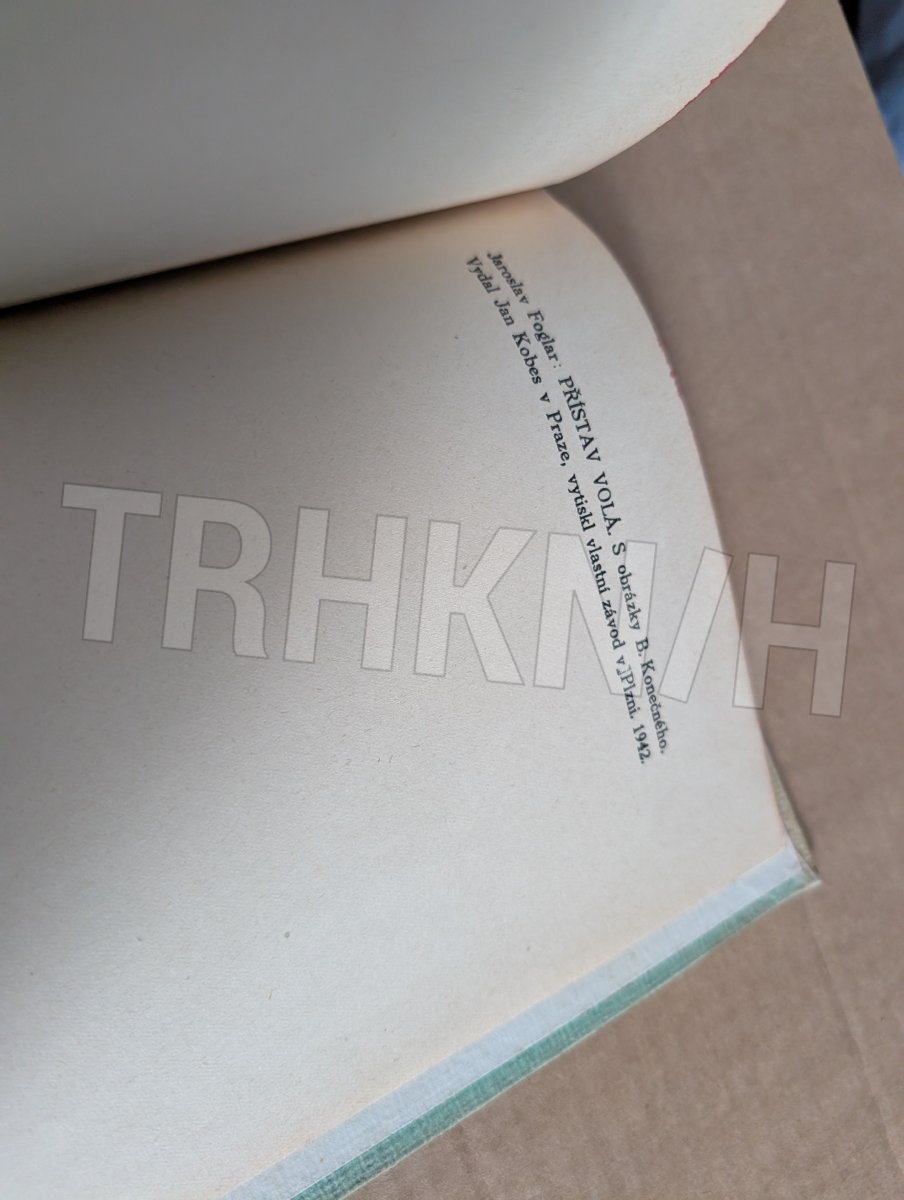 Jaroslav Foglar: PŘÍSTAV VOLÁ. S obrázky B. Konečného.
Vydal Jan Kobes v Praze, vytiskl vlastní závod v Plzni. 1942.
TRHKNIH